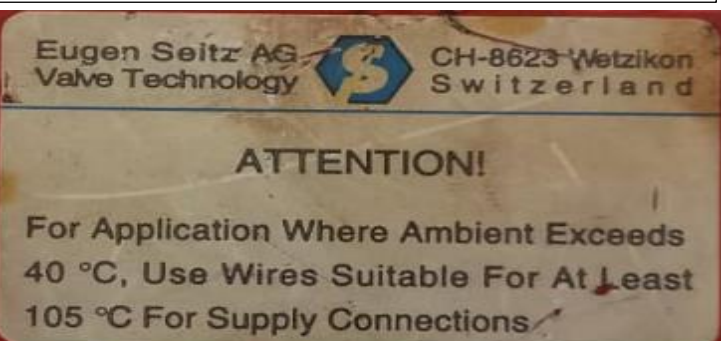 Eugen Seitz AG
Valve Technology
CH-8623 Wetzikon
Switzerland
ATTENTION!
For Application Where Ambient Exceeds
40 °C, Use Wires Suitable For At Least
105 °C For Supply Connections